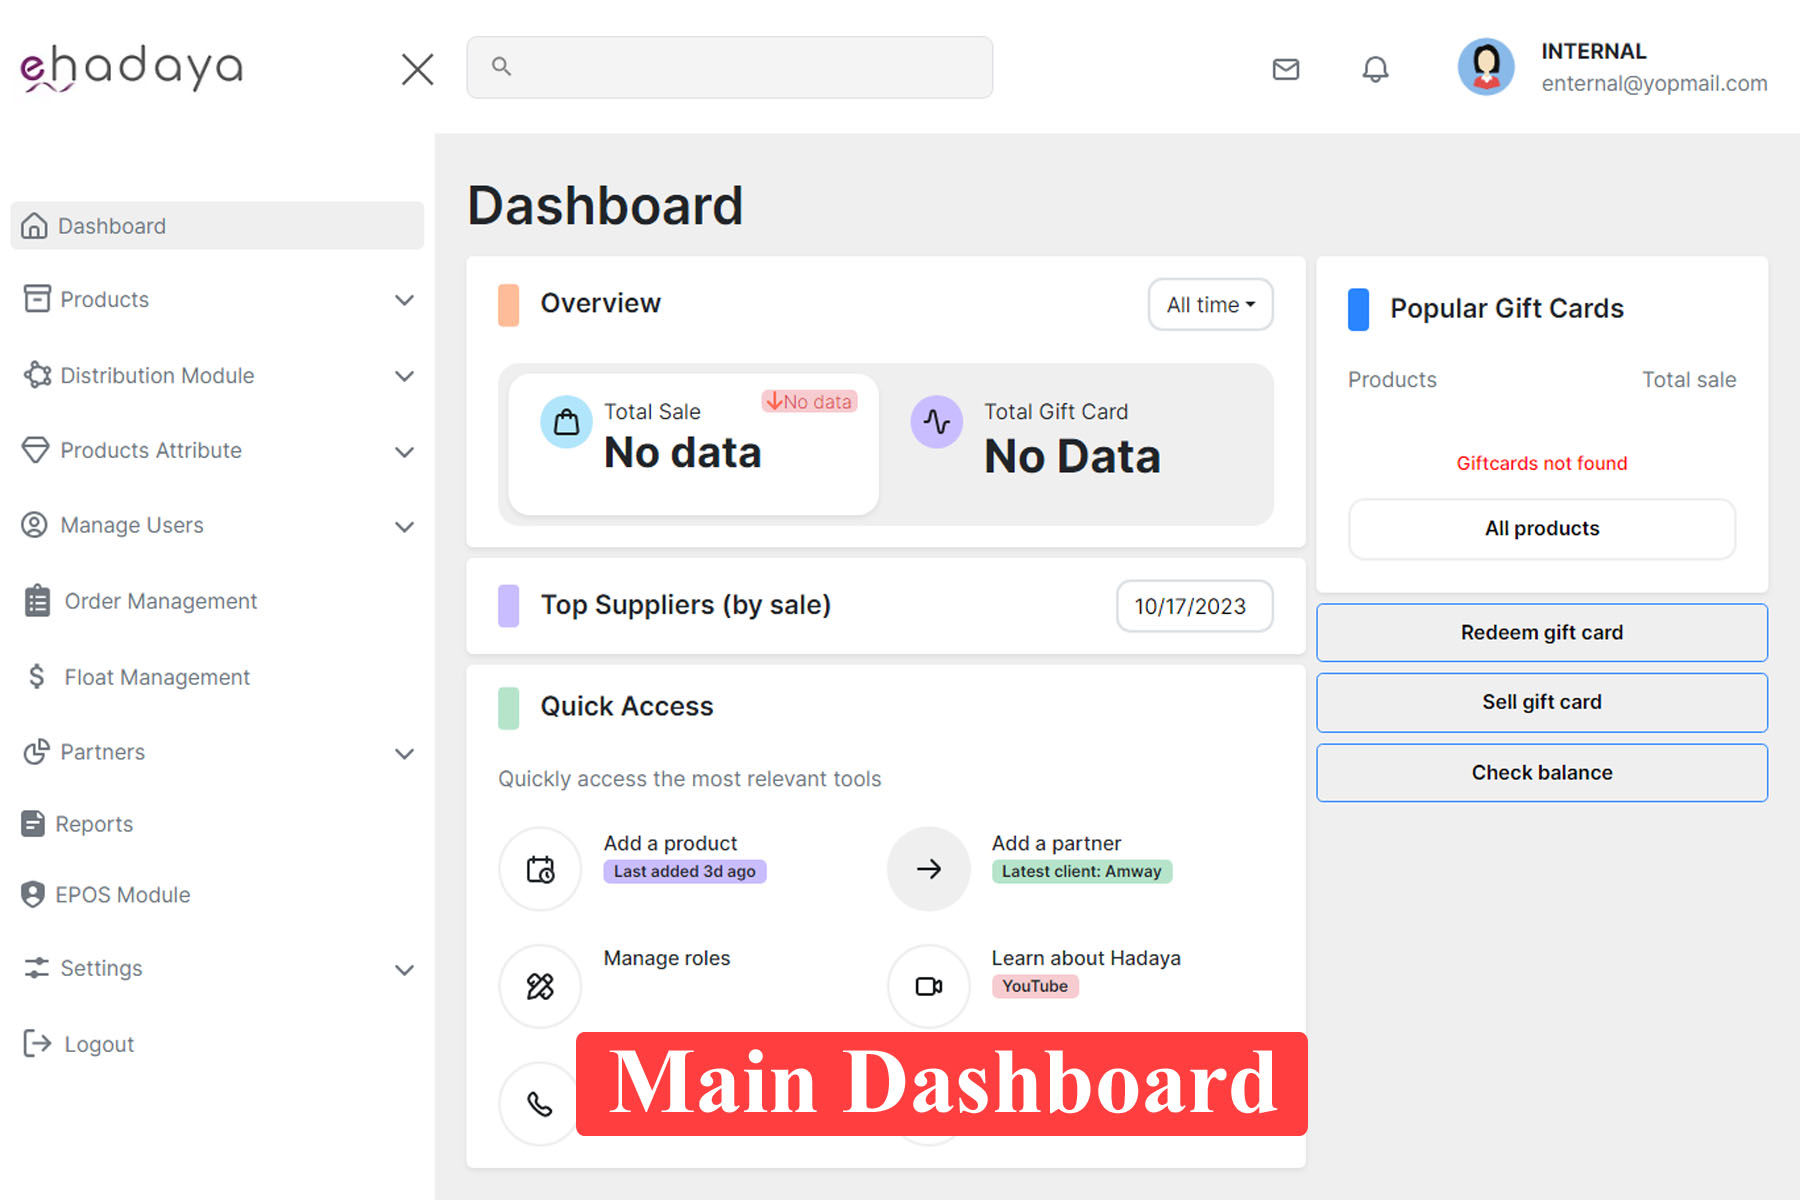 ehadaya
INTERNAL
enternal@yopmail.com
Dashboard
Products
Distribution Module
Products Attribute
Manage Users
Order Management
Float Management
Partners
Reports
EPOS Module
Settings
Logout
Dashboard
Overview
All time
Total Sale
No data
No data
Total Gift Card
No Data
Top Suppliers (by sale)
10/17/2023
Quick Access
Quickly access the most relevant tools
Add a product
Last added 3d ago
Add a partner
Latest client: Amway
Manage roles
Learn about Hadaya
YouTube
Popular Gift Cards
Products Total sale
Giftcards not found
All products
Redeem gift card
Sell gift card
Check balance
Main Dashboard